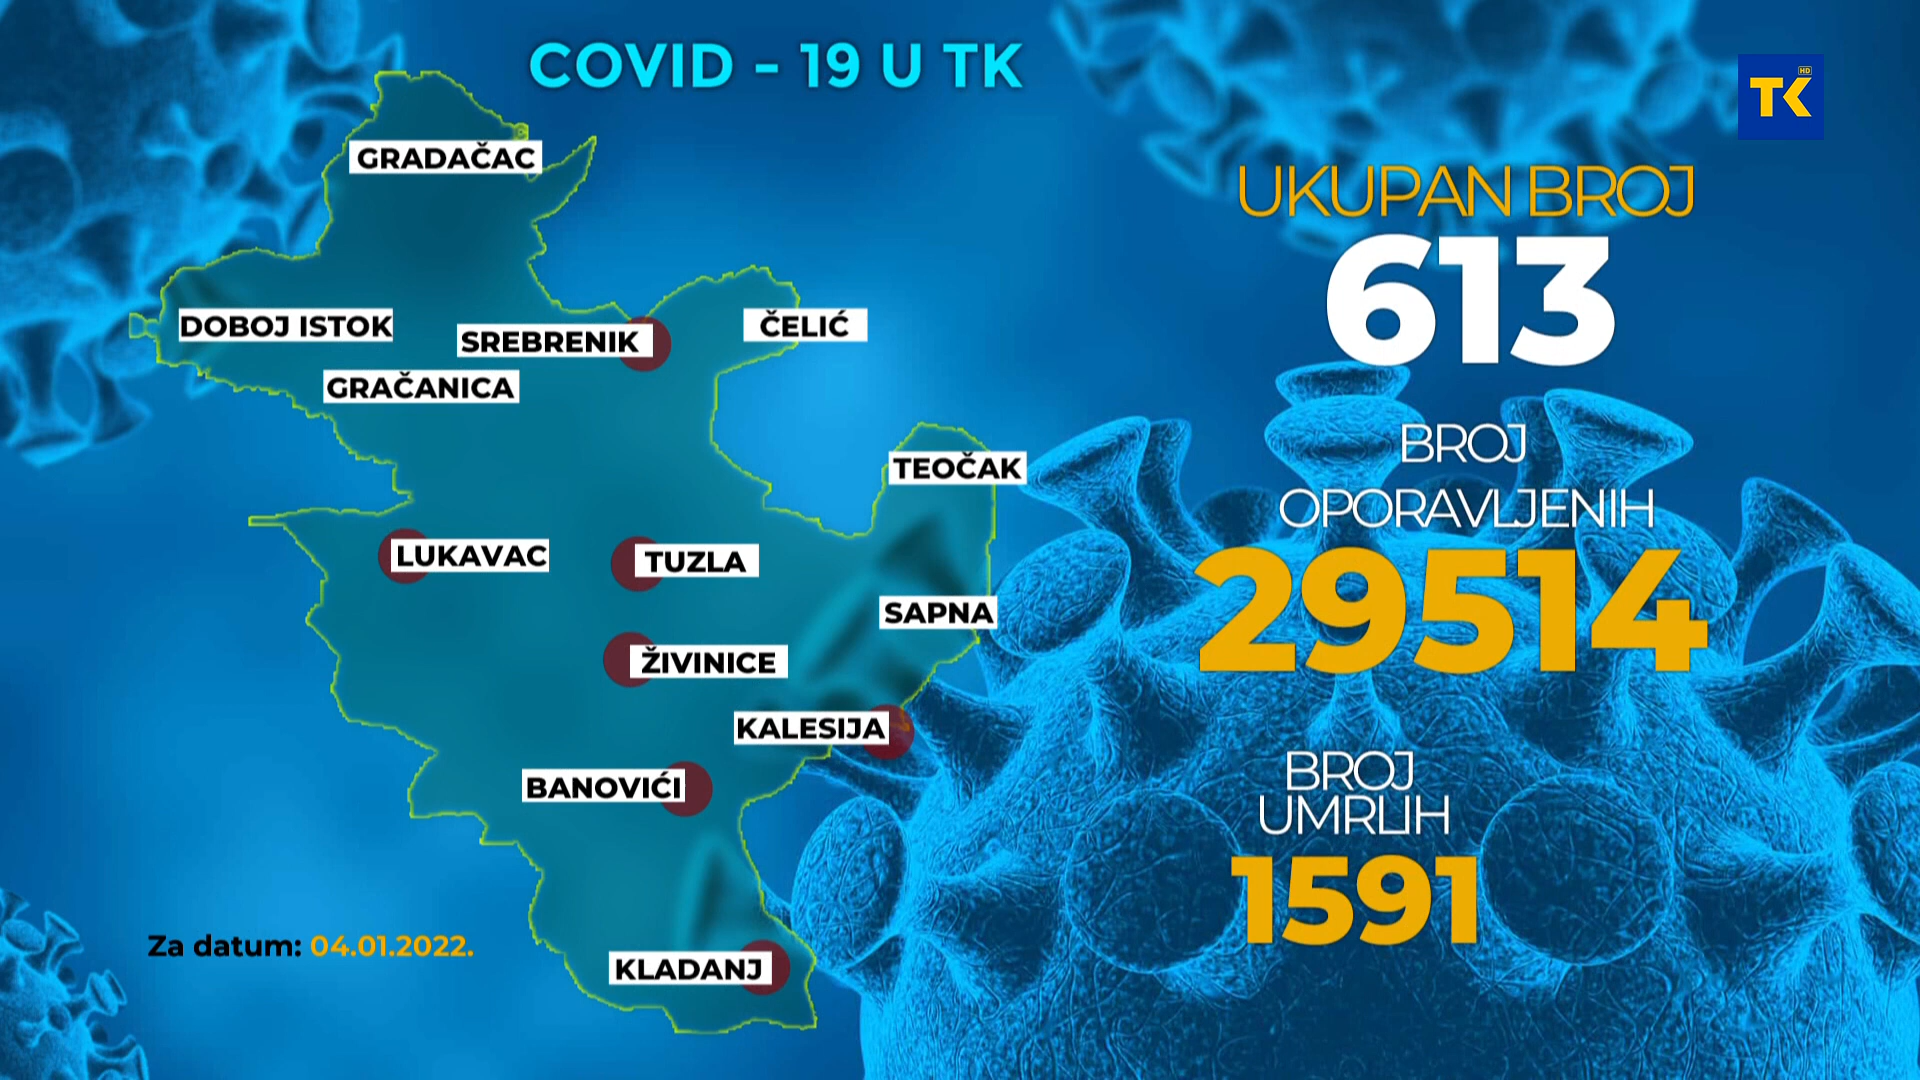 COVID - 19 U TK
TK HD
GRADAČAC
DOBOJ ISTOK
SREBRENIK
ČELIĆ
GRAČANICA
TEOČAK
LUKAVAC
TUZLA
SAPNA
ŽIVINICE
KALESIJA
BANOVIĆI
KLADANJ
Za datum: 04.01.2022.
UKUPAN BROJ
613
BROJ
OPORAVLJENIH
29514
BROJ
UMRLIH
1591